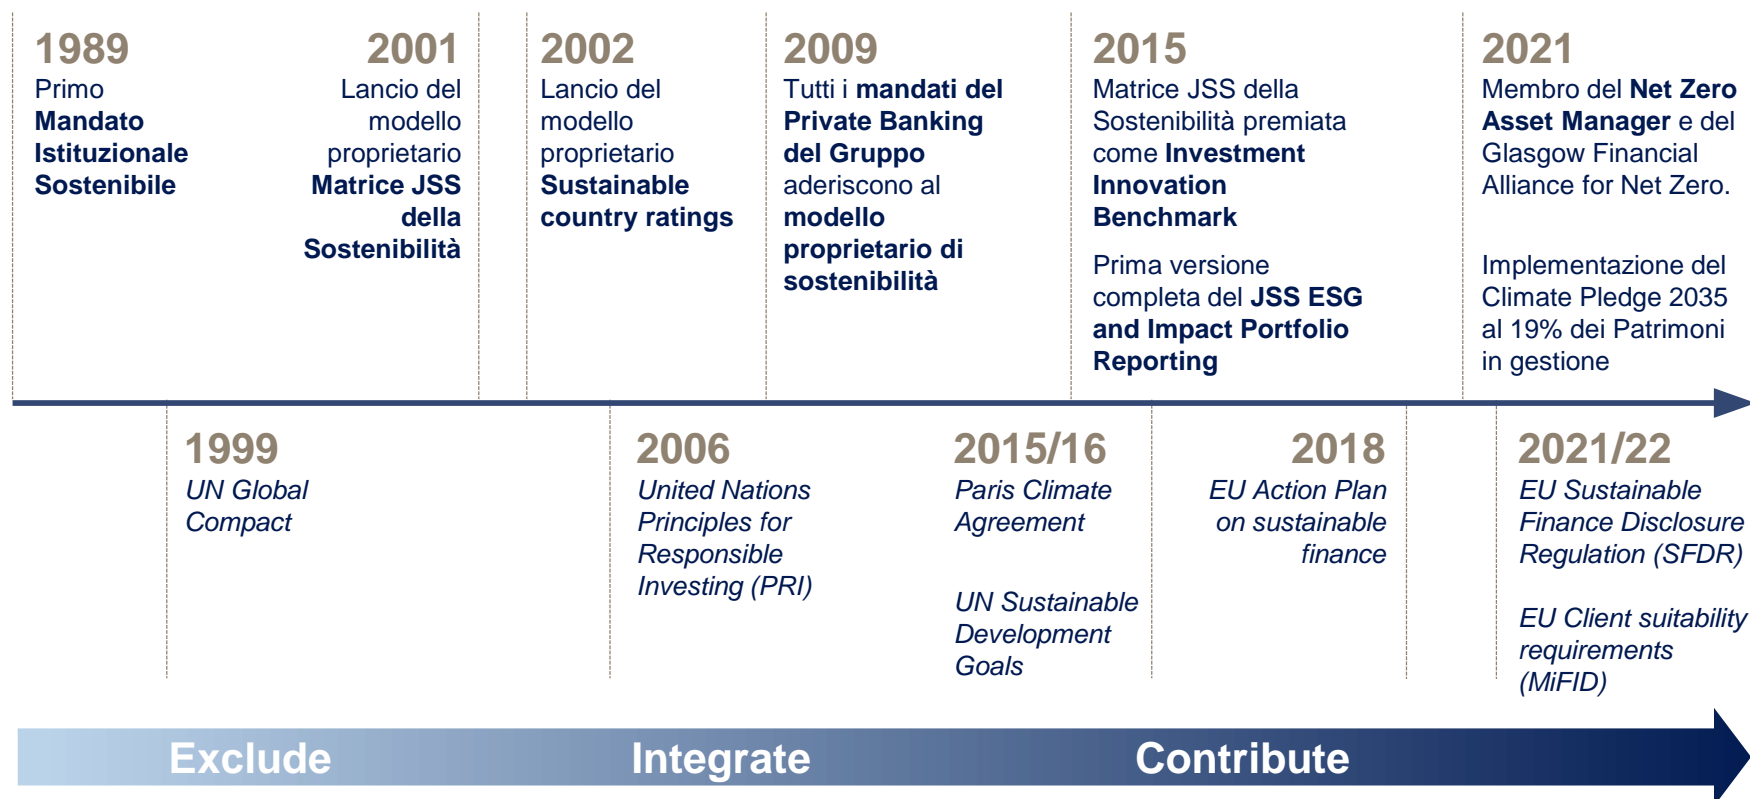 1989
Primo
Mandato
Istituzionale
Sostenibile
2001
Lancio del
modello
proprietario
Matrice JSS
della
Sostenibilità
2002
Lancio del
modello
proprietario
Sustainable
country ratings
2009
Tutti i mandati del
Private Banking
del Gruppo
aderiscono al
modello
proprietario di
sostenibilità
2015
Matrice JSS della
Sostenibilità premiata
come Investment
Innovation
Benchmark
Prima versione
completa del JSS ESG
and Impact Portfolio
Reporting
2021
Membro del Net Zero
Asset Manager e del
Glasgow Financial
Alliance for Net Zero.
Implementazione del
Climate Pledge 2035
al 19% dei Patrimoni
in gestione
1999
UN Global
Compact
2006
United Nations
Principles for
Responsible
Investing (PRI)
2015/16
Paris Climate
Agreement
UN Sustainable
Development
Goals
2018
EU Action Plan
on sustainable
finance
2021/22
EU Sustainable
Finance Disclosure
Regulation (SFDR)
EU Client suitability
requirements
(MiFID)
Exclude
Integrate
Contribute